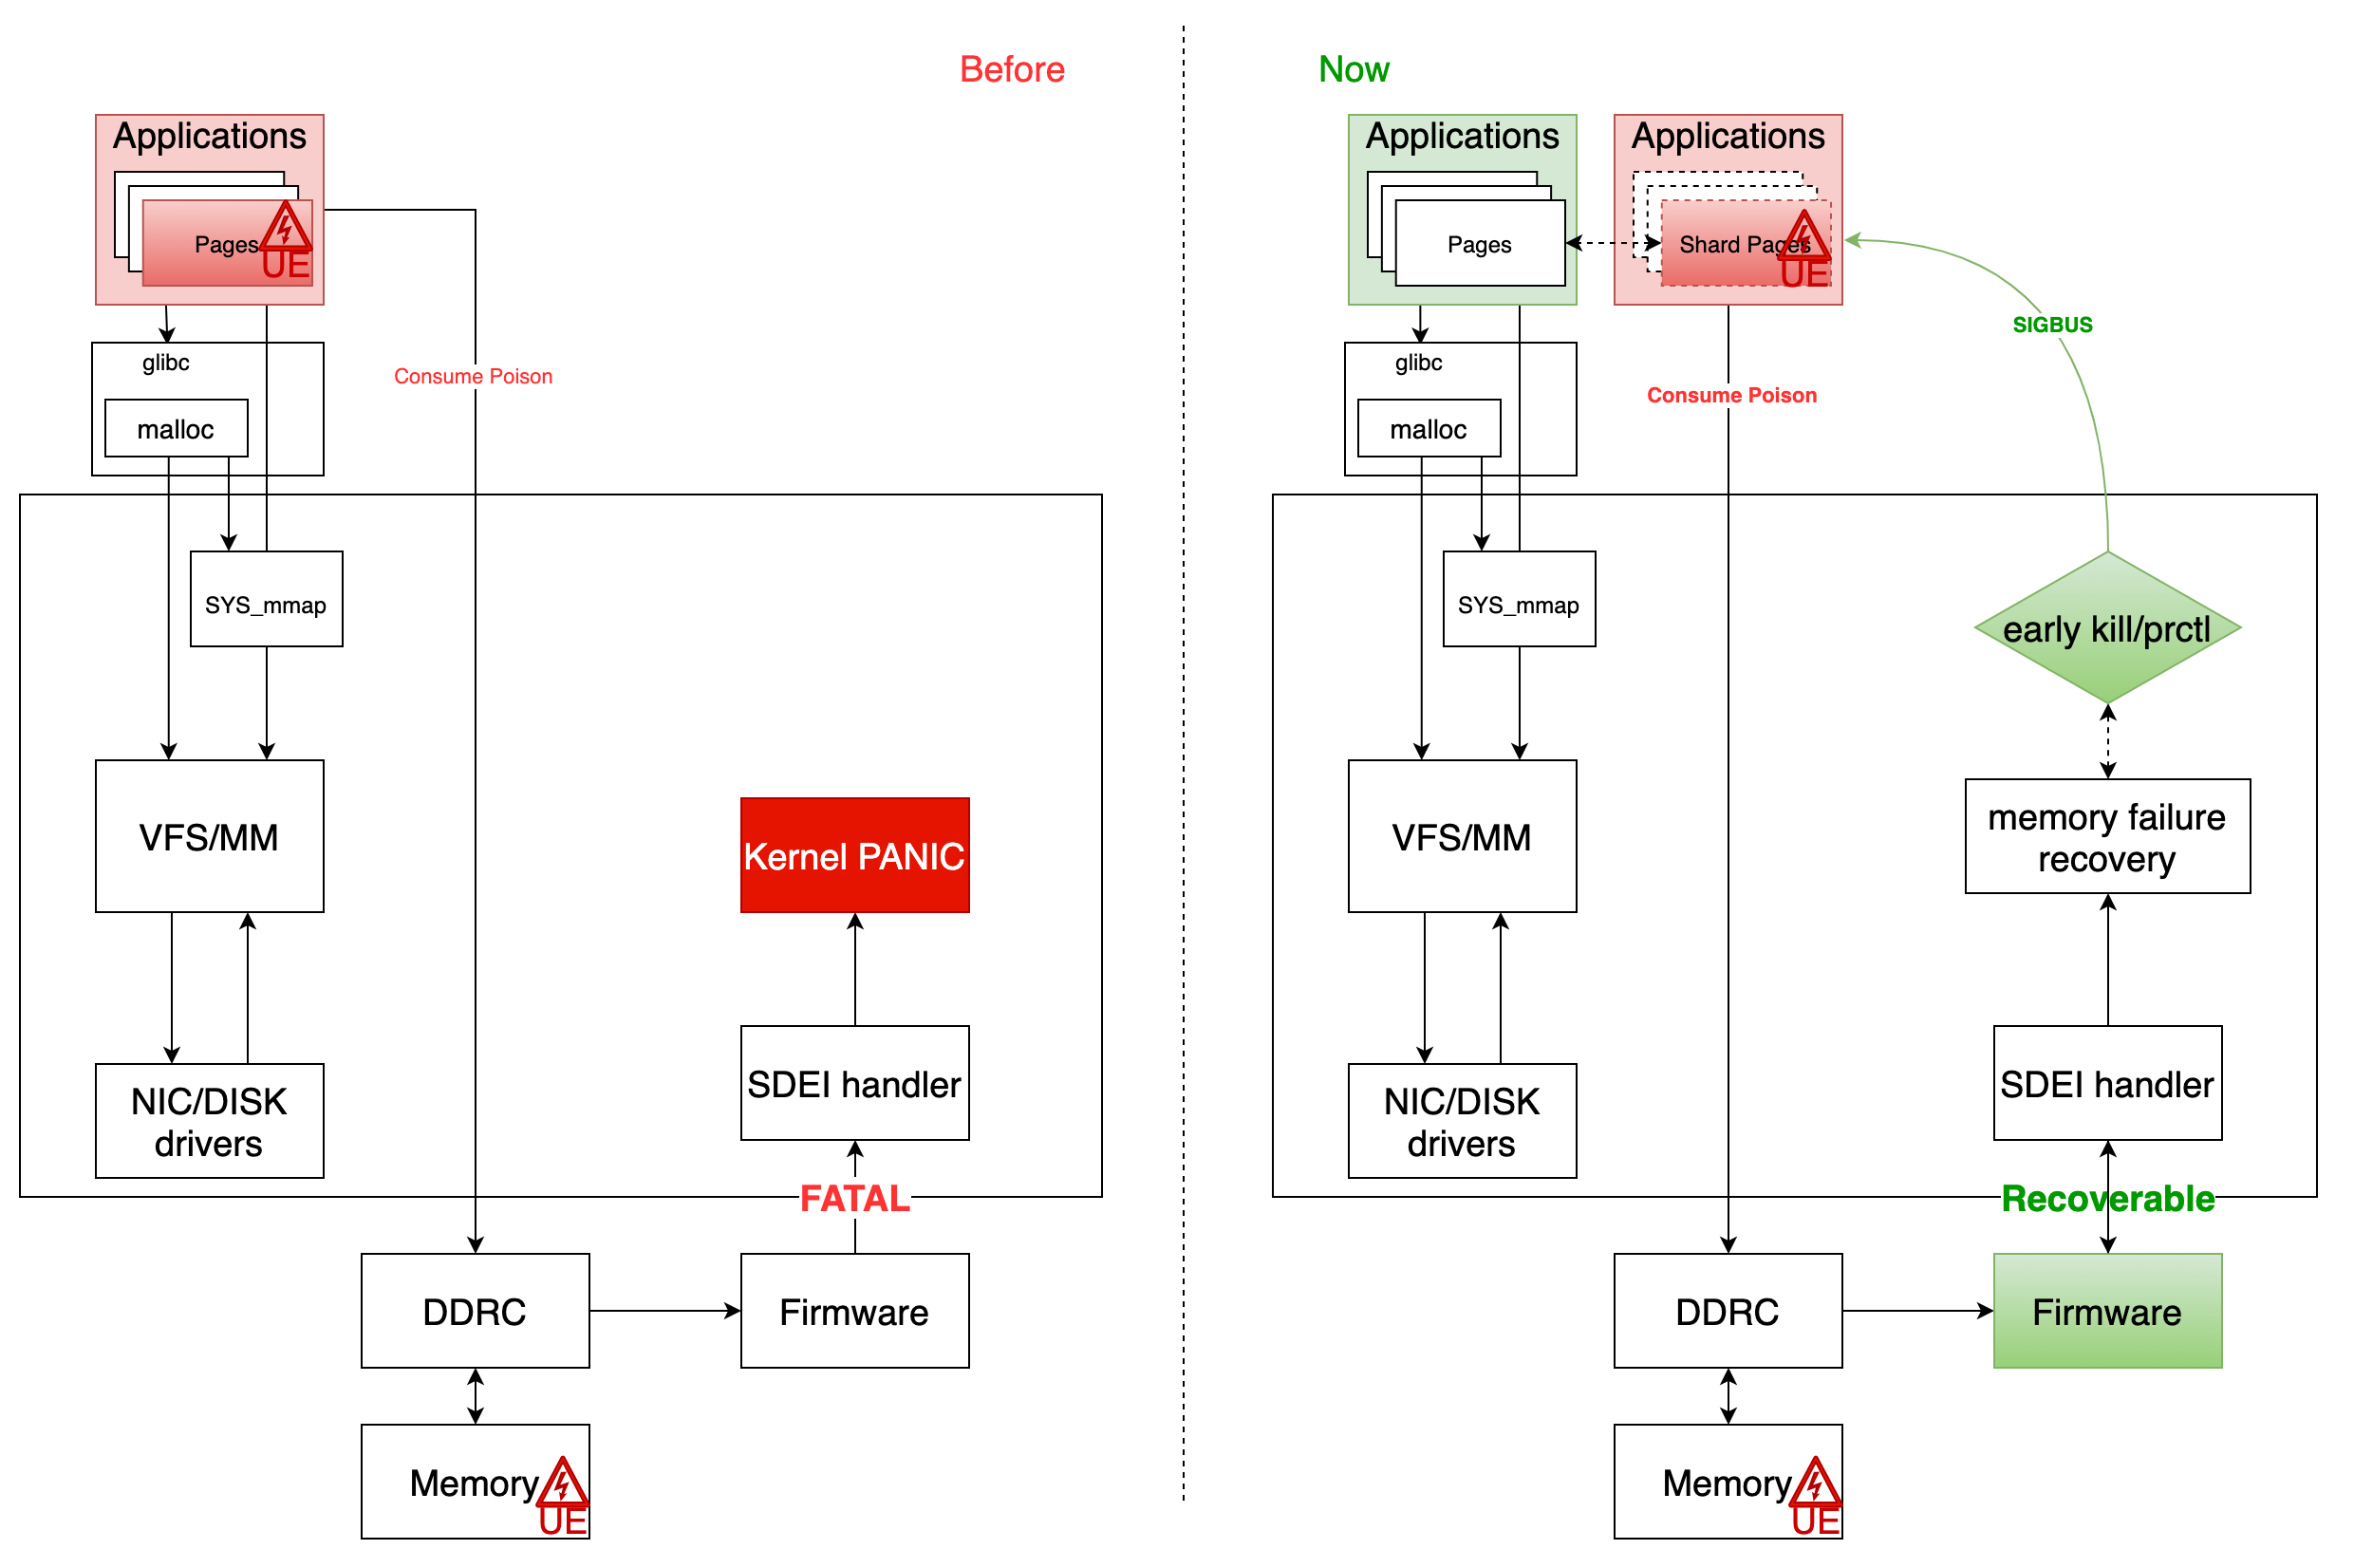 Before
Applications
Pages
UE
Consume Poison
glibc
malloc
SYS_mmap
VFS/MM
Kernel PANIC
NIC/DISK
drivers
SDEI handler
FATAL
DDRC
Firmware
Memory
UE
Now
Applications
Pages
Applications
Shard Pages
UE
SIGBUS
Consume Poison
glibc
malloc
SYS_mmap
early kill/prctl
VFS/MM
memory failure
recovery
NIC/DISK
drivers
SDEI handler
Recoverable
DDRC
Firmware
Memory
UE